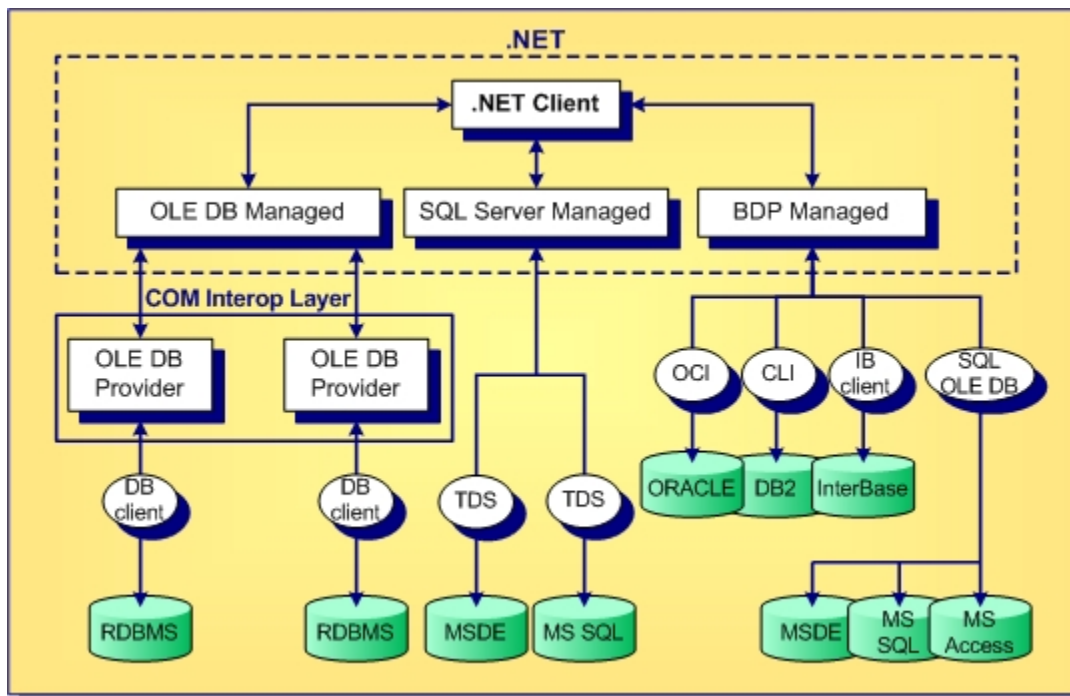 .NET
.NET Client
OLE DB Managed
SQL Server Managed
BDP Managed
COM Interop Layer
OLE DB
Provider
OLE DB
Provider
OCI
CLI
IB
client
SQL
OLE DB
DB
client
DB
client
TDS
TDS
ORACLE
DB2
InterBase
RDBMS
RDBMS
MSDE
MS SQL
MSDE
MS
SQL
MS
Access